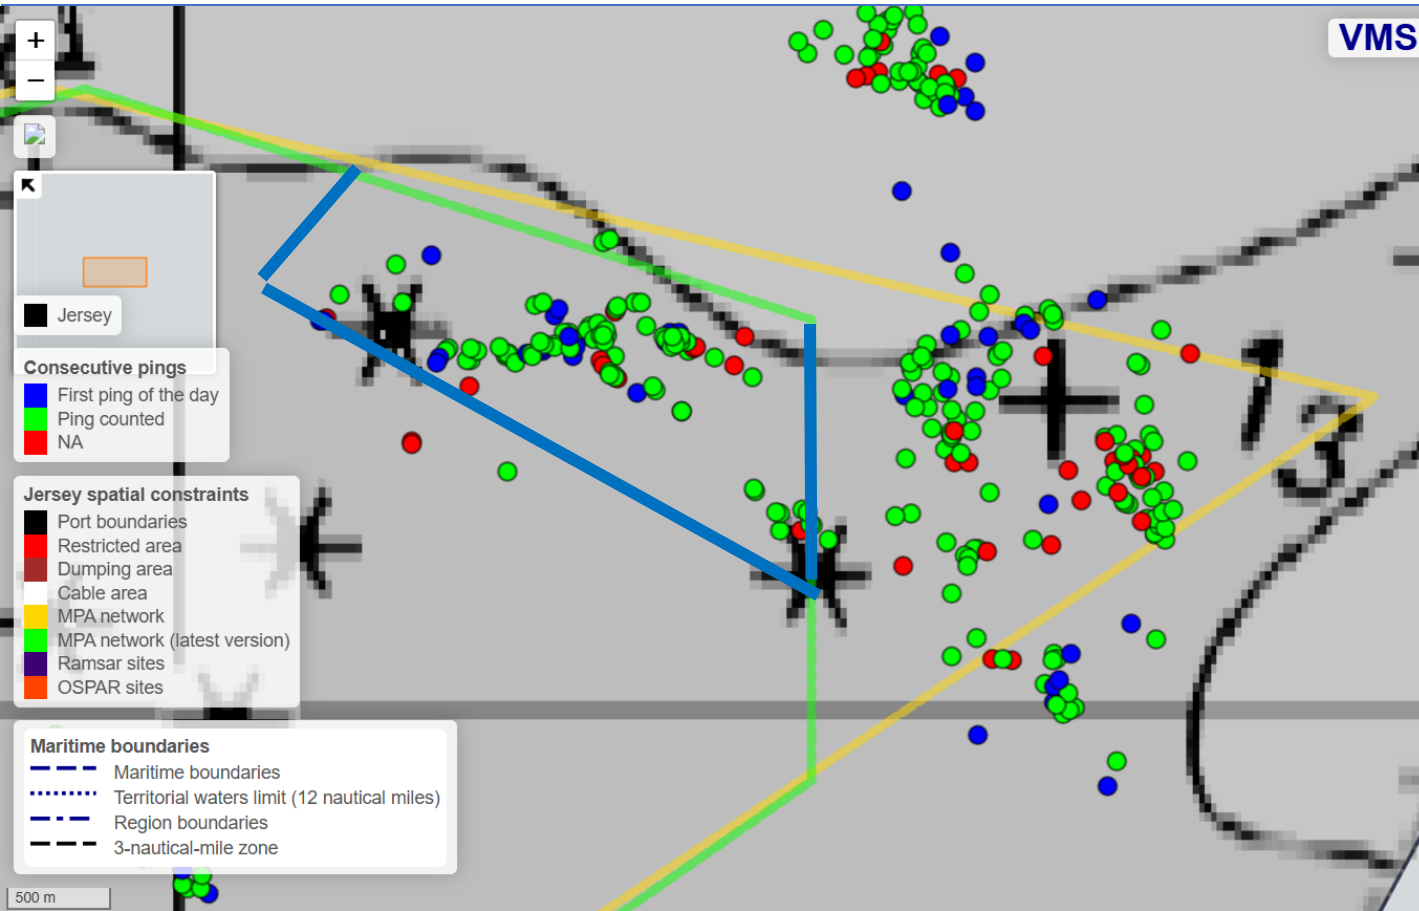 VMS
+
−
Jersey
Consecutive pings
First ping of the day
Ping counted
NA
13
Jersey spatial constraints
Port boundaries
Restricted area
Dumping area
Cable area
MPA network
MPA network (latest version)
Ramsar sites
OSPAR sites
Maritime boundaries
Maritime boundaries
Territorial waters limit (12 nautical miles)
Region boundaries
3-nautical-mile zone
500 m